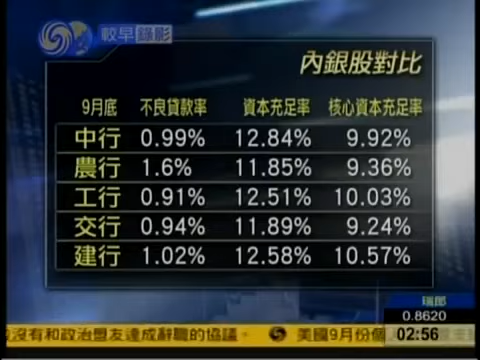 較早錄影
內銀股對比
9月底 不良貸款率 資本充足率 核心資本充足率
中行 0.99% 12.84% 9.92%
農行 1.6% 11.85% 9.36%
工行 0.91% 12.51% 10.03%
交行 0.94% 11.89% 9.24%
建行 1.02% 12.58% 10.57%
瑞郎
0.8620
沒有和政治盟友達成辭職的協議。 美國9月份個
02:56